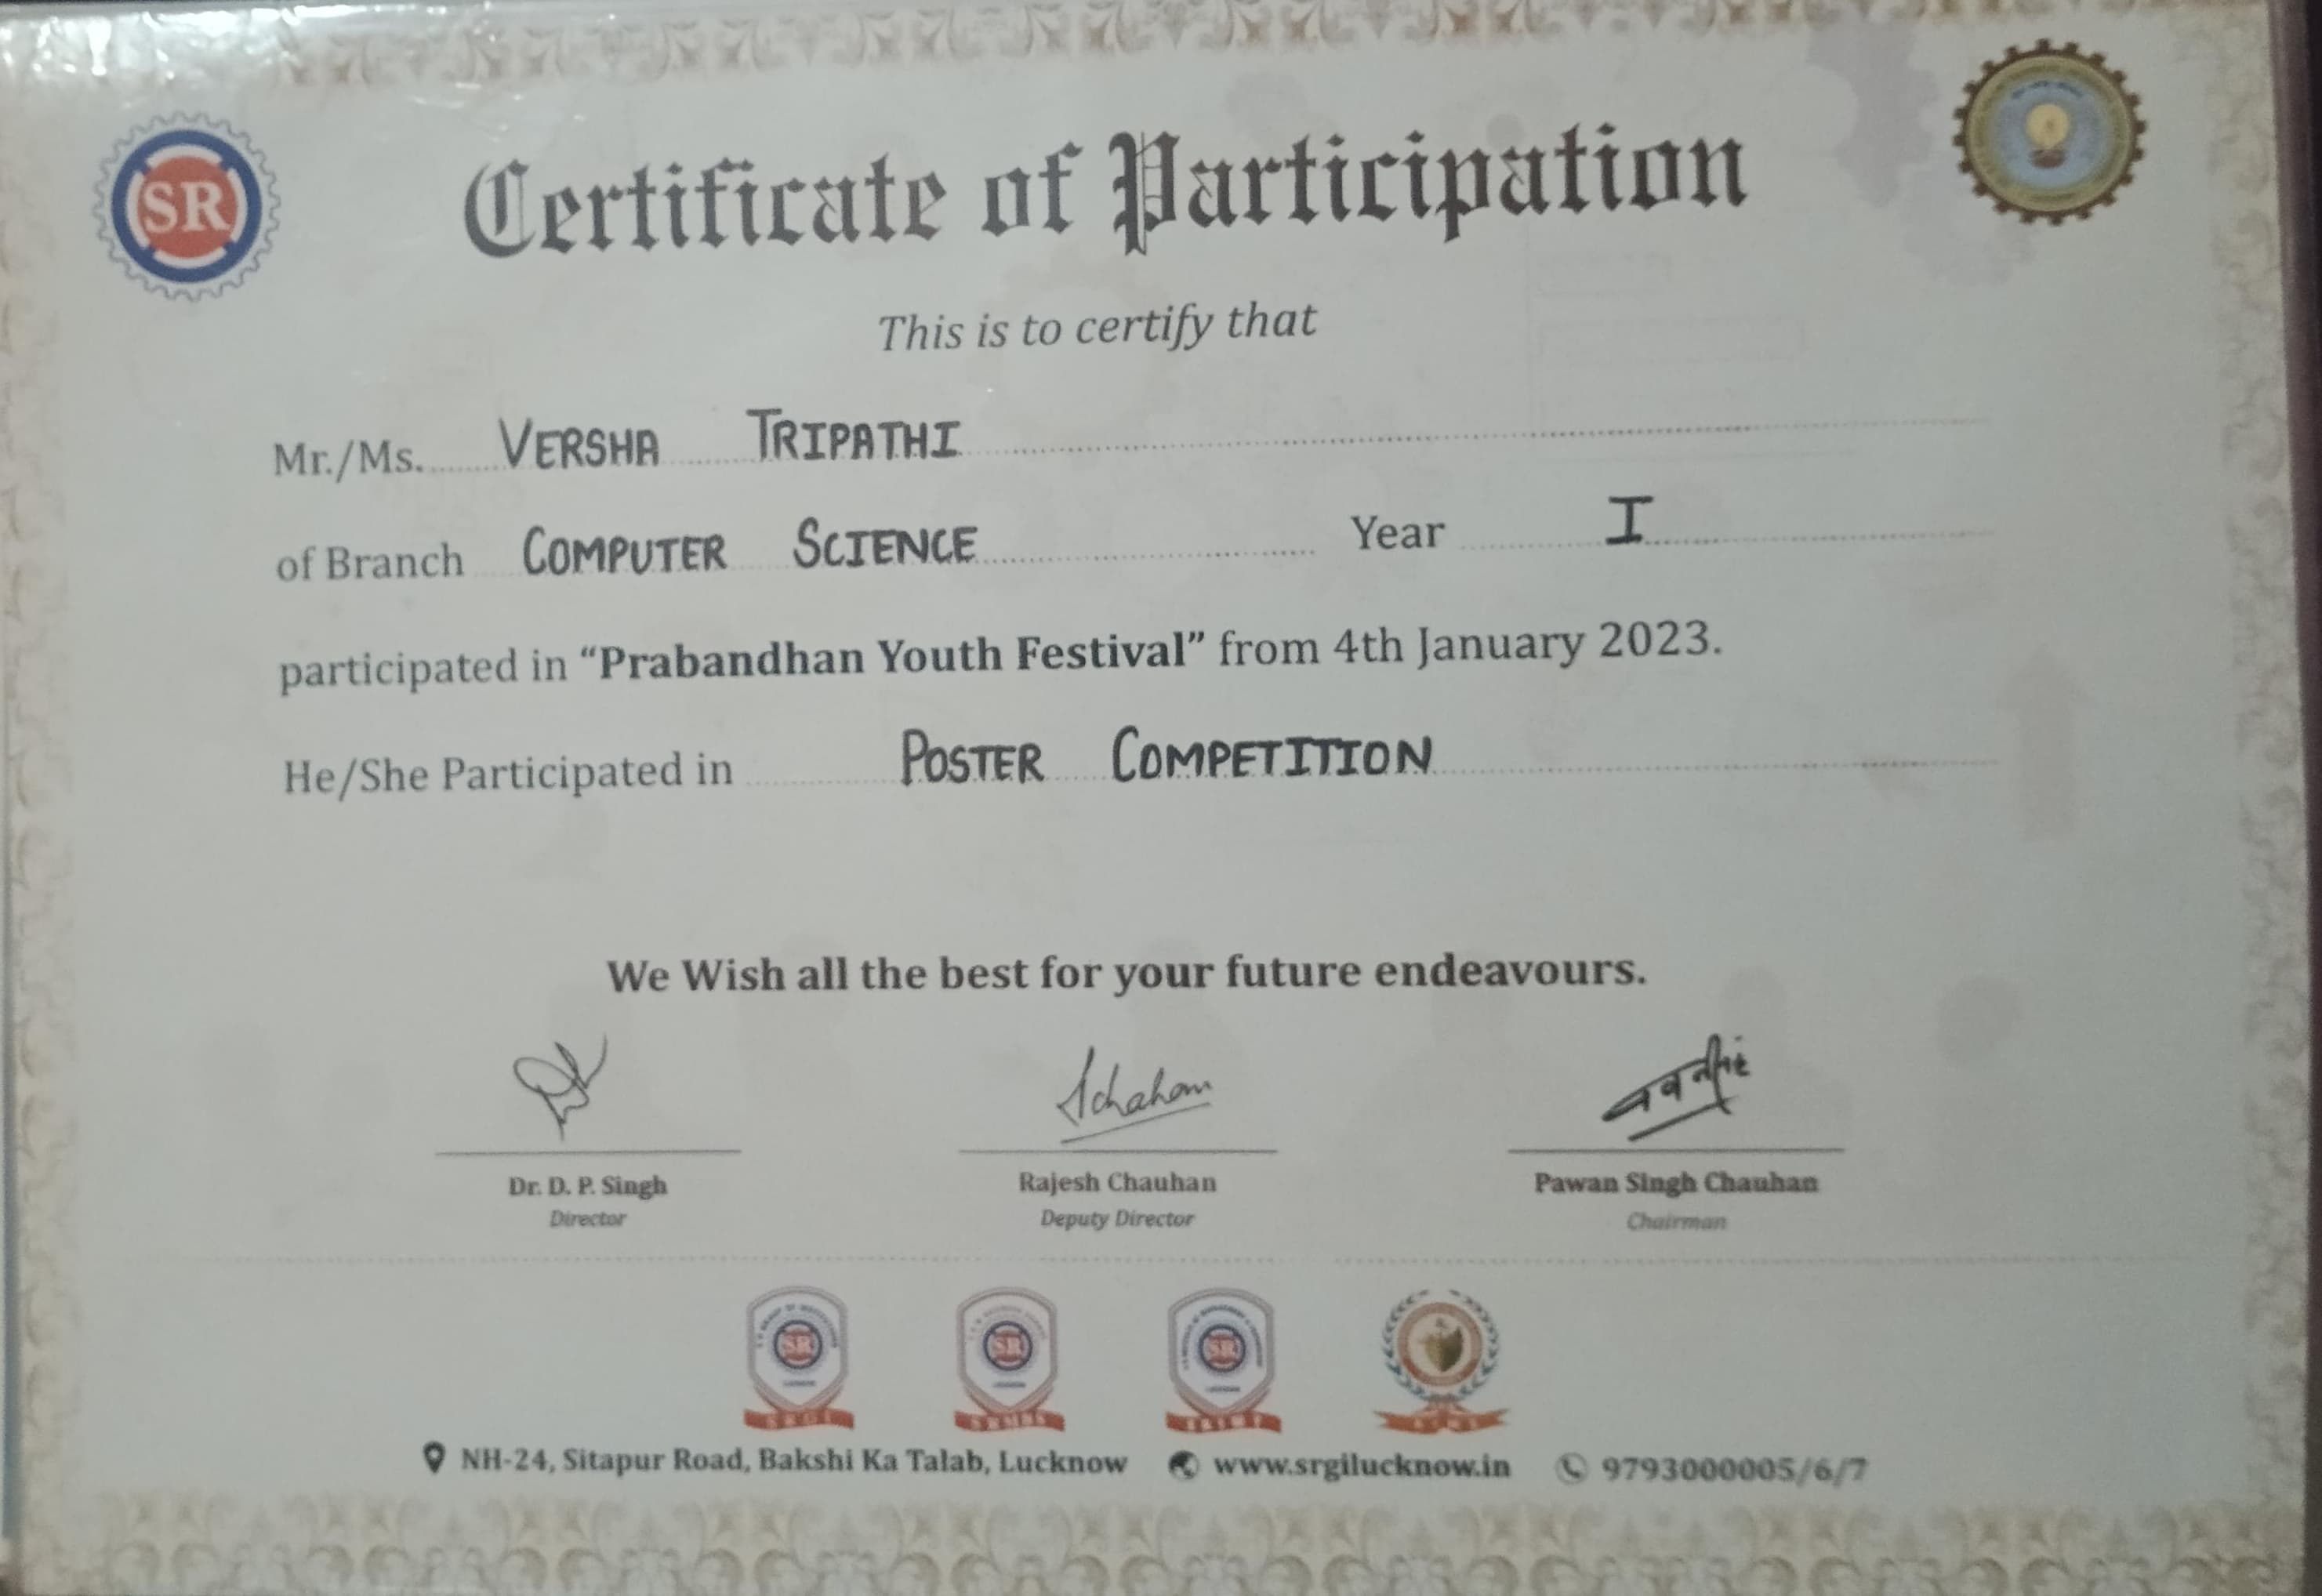 SR
Certificate of Participation
This is to certify that
Mr./Ms. VERSHA TRIPATHI
of Branch COMPUTER SCIENCE Year I
participated in “Prabandhan Youth Festival” from 4th January 2023.
He/She Participated in POSTER COMPETITION
We Wish all the best for your future endeavours.
Dr. D. P. Singh
Director
Rajesh Chauhan
Deputy Director
Pawan Singh Chauhan
Chairman
SR SR SR
NH-24, Sitapur Road, Bakshi Ka Talab, Lucknow www.srgilucknow.in 9793000005/6/7